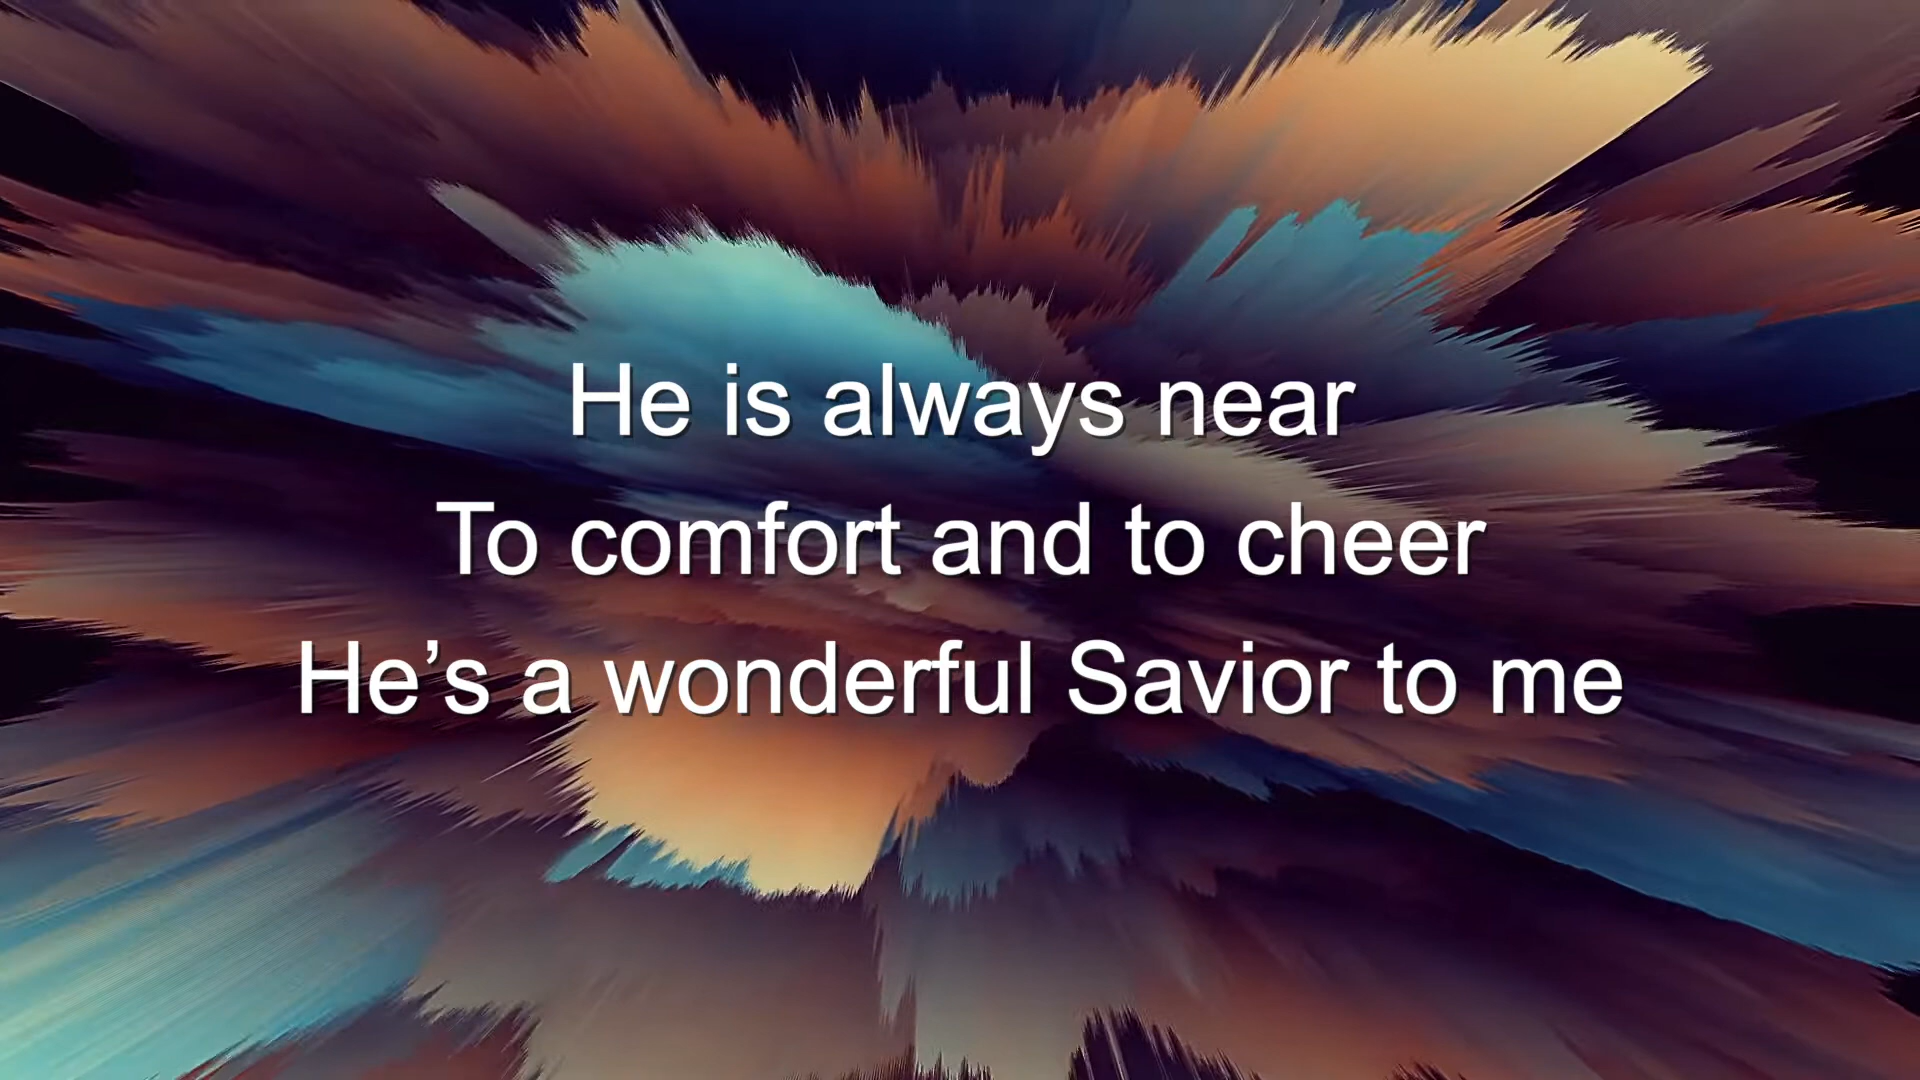 He is always near
To comfort and to cheer
He’s a wonderful Savior to me